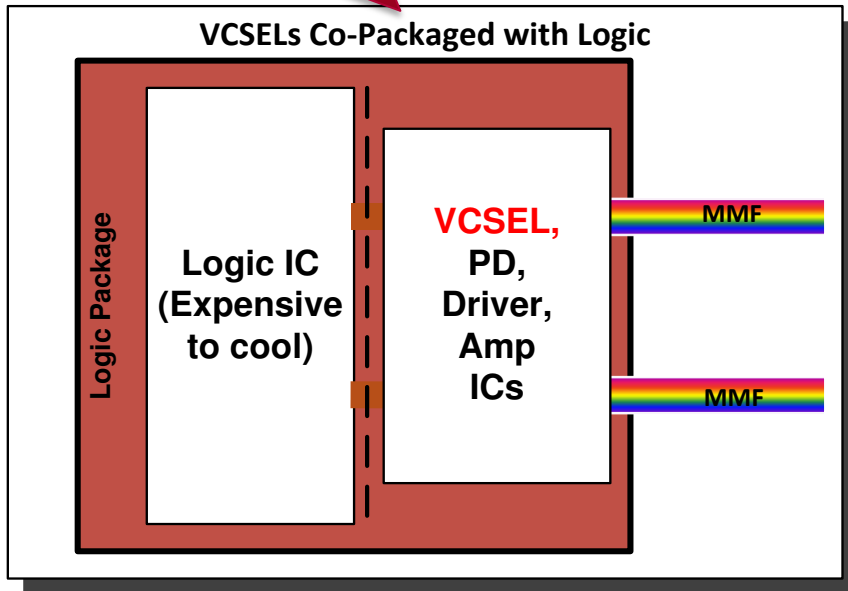 VCSELs Co-Packaged with Logic
Logic Package
Logic IC
(Expensive
to cool)
VCSEL,
PD,
Driver,
Amp
ICs
MMF
MMF